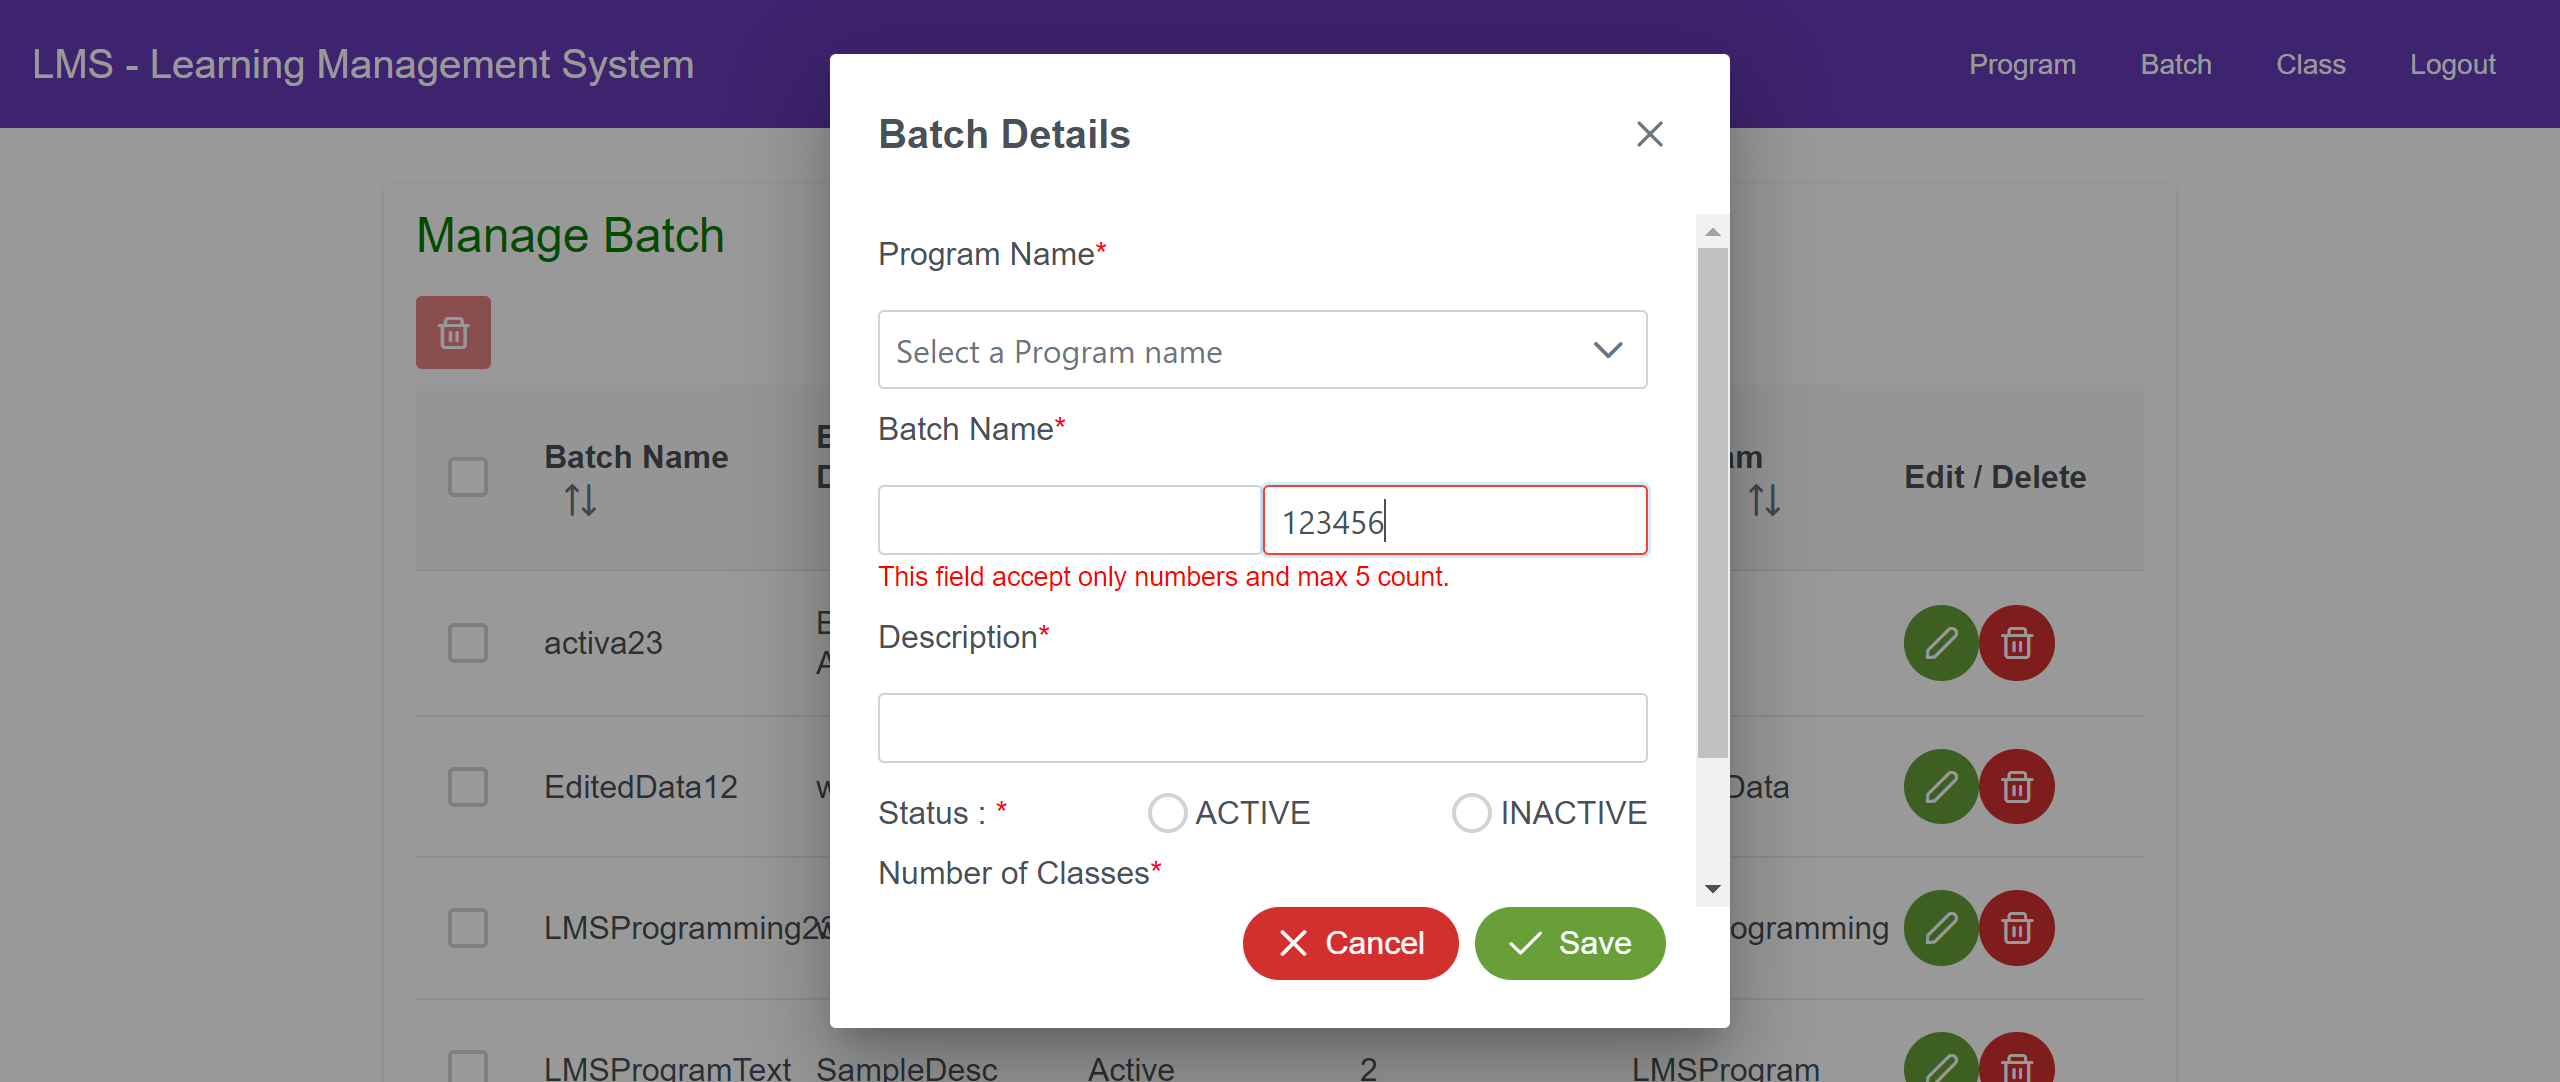 LMS - Learning Management System
Program Batch Class Logout
Batch Details
Manage Batch
Program Name*
Select a Program name
Batch Name*
123456
This field accept only numbers and max 5 count.
Description*
Status : * ACTIVE INACTIVE
Number of Classes*
Cancel Save
Batch Name Edit / Delete
activa23
EditedData12
LMSProgramming23
LMSProgramText SampleDesc Active 2 LMSProgram